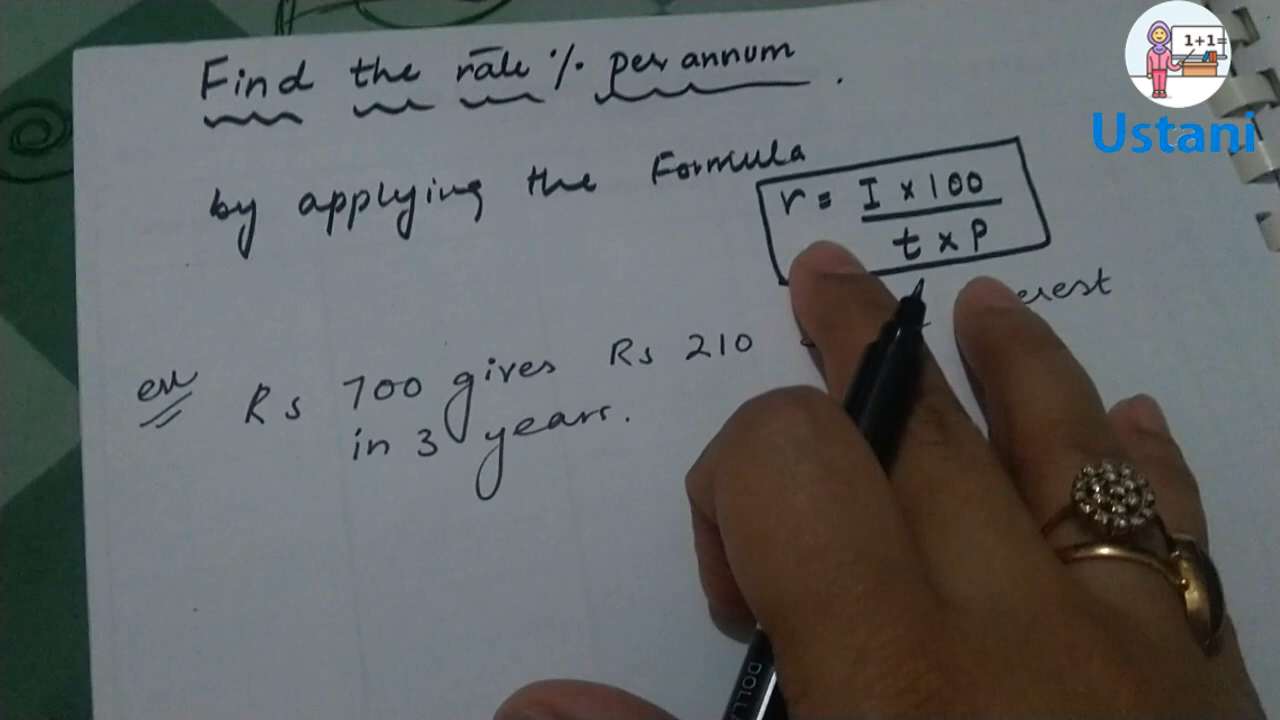 Find the rate % per annum.
by applying the Formula
r = I × 100
t × P
ex Rs 700 gives Rs 210
in 3 years.
1+1=
Ustani